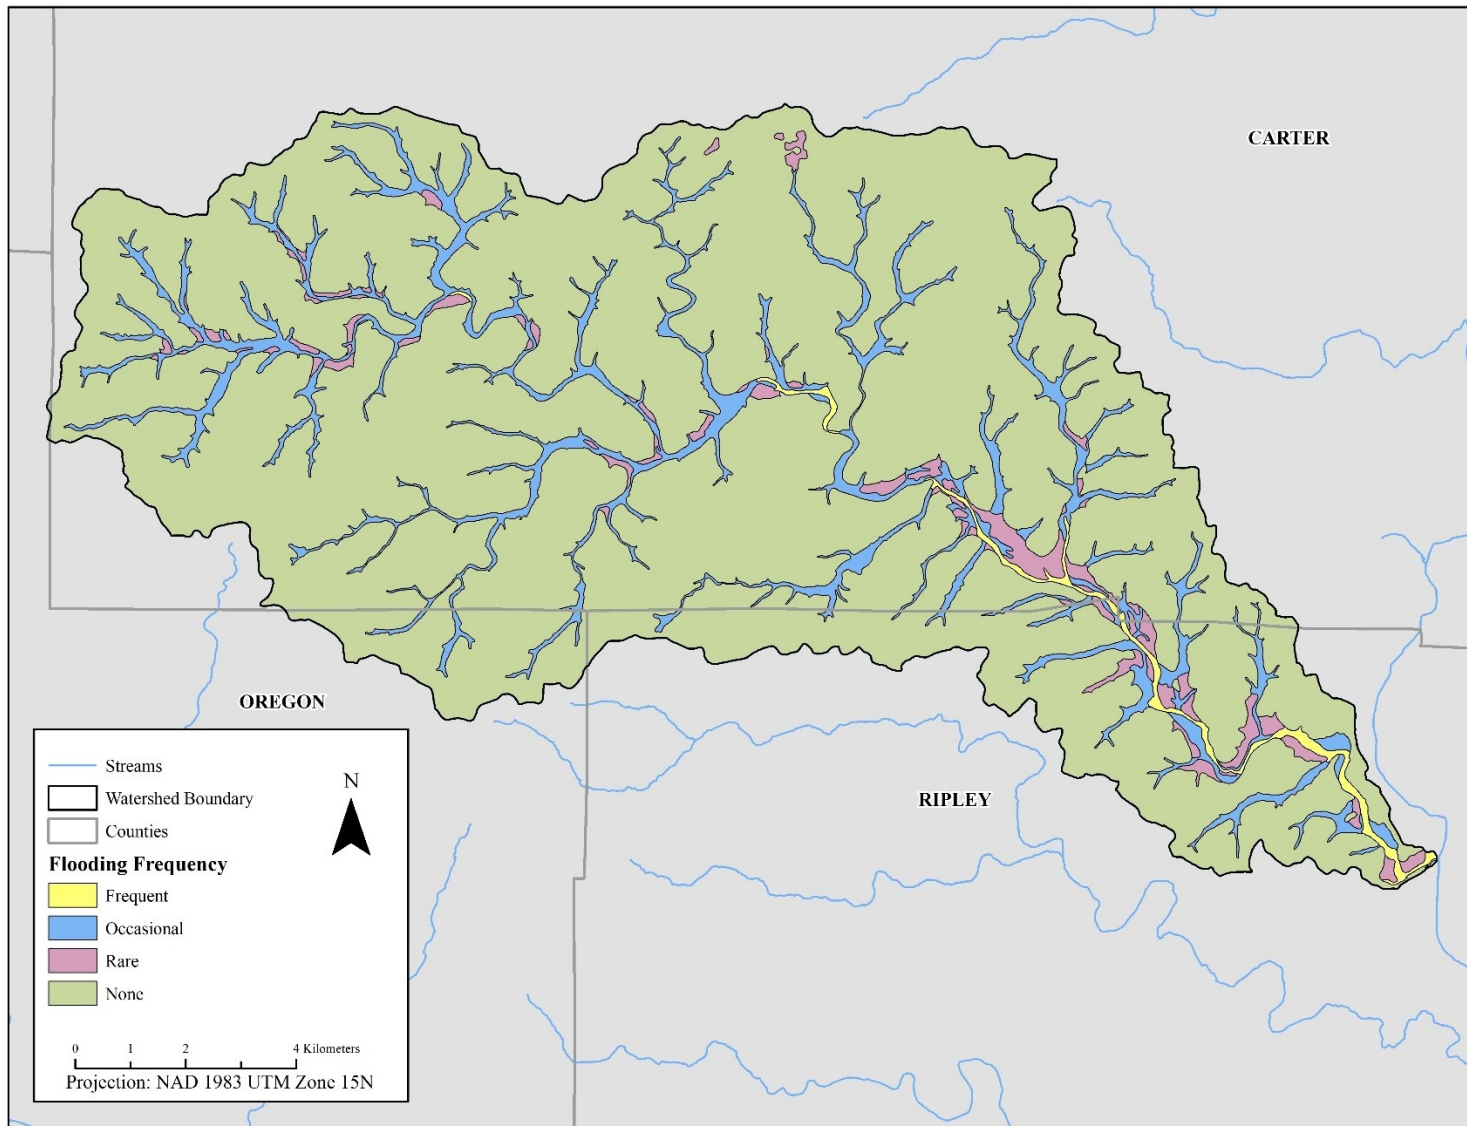 CARTER
OREGON
RIPLEY
N
Streams
Watershed Boundary
Counties
Flooding Frequency
Frequent
Occasional
Rare
None
0 1 2 4 Kilometers
Projection: NAD 1983 UTM Zone 15N